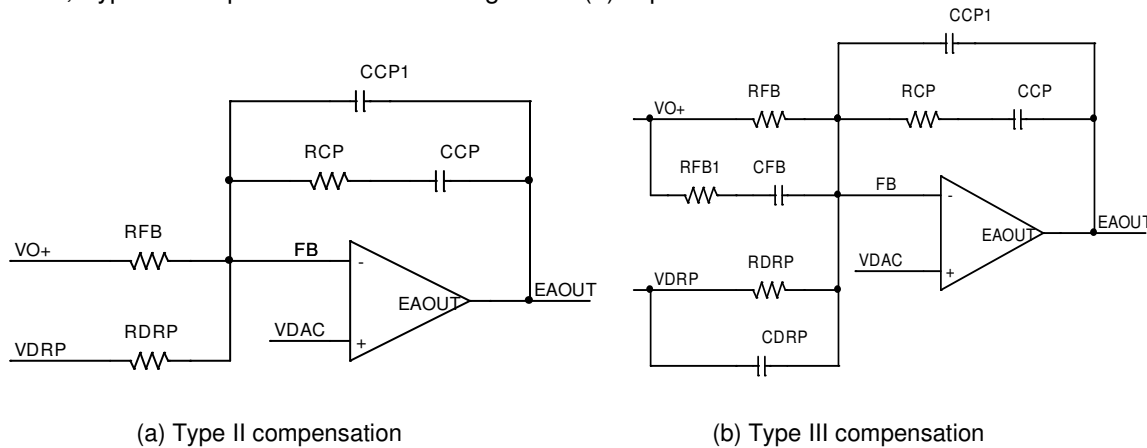 CCP1
RCP CCP
RFB
VO+
FB
-
EAOUT
EAOUT
RDRP
VDRP
VDAC
+
(a) Type II compensation
CCP1
RFB
RCP
CCP
VO+
RFB1
CFB
FB
-
EAOUT
EAOUT
RDRP
VDAC
VDRP
+
CDRP
(b) Type III compensation